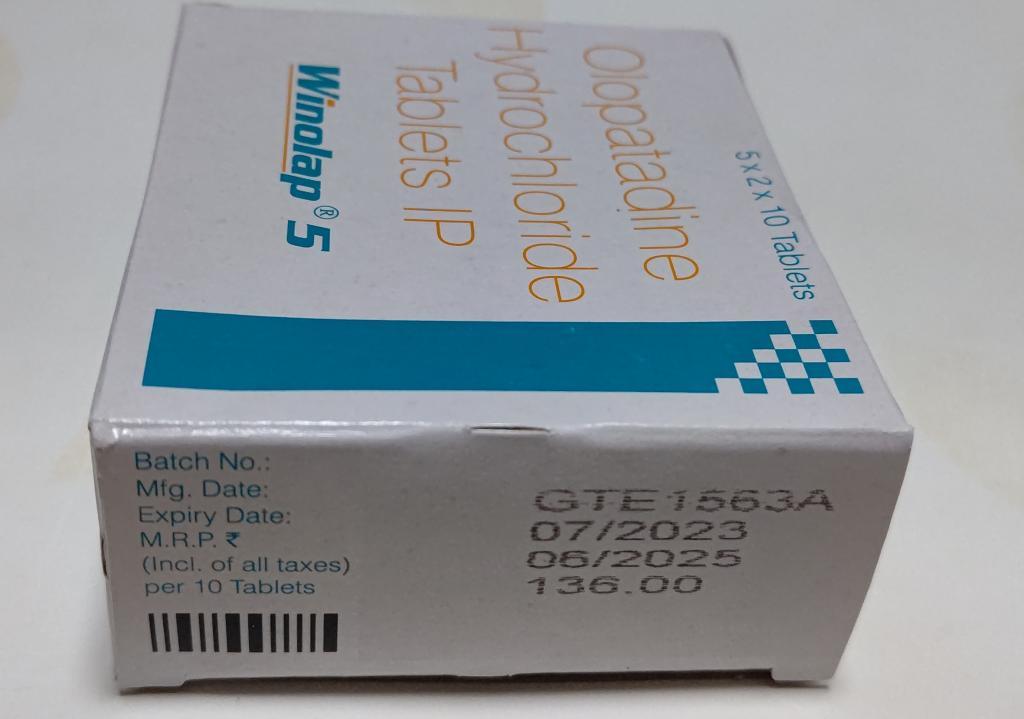 5 x 2 x 10 Tablets
Olopatadine
Hydrochloride
Tablets IP
Winolap® 5
Batch No.: GTE1563A
Mfg. Date: 07/2023
Expiry Date: 06/2025
M.R.P. ₹ 136.00
(Incl. of all taxes)
per 10 Tablets